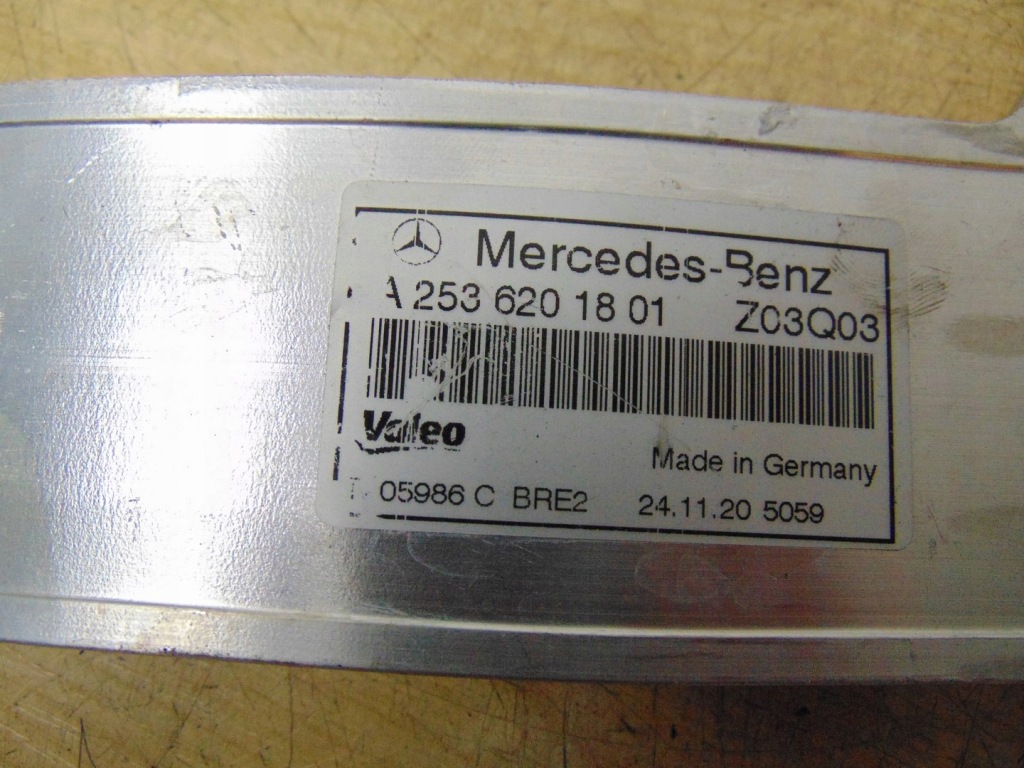 Mercedes-Benz
A 253 620 18 01 Z03Q03
Valeo
Made in Germany
05986 C BRE2 24.11.20 5059